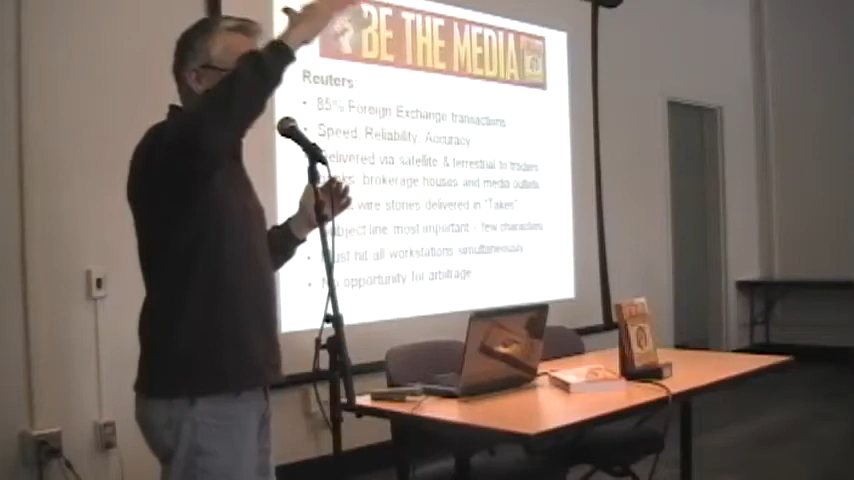 BE THE MEDIA
Reuters:
• 85% Foreign Exchange transactions
• Speed, Reliability, Accuracy
Delivered via satellite & terrestrial to traders
brokerage houses and media outlets
wire stories delivered in "Takes"
Subject line most important - few characters
• Must hit all workstations simultaneously
• No opportunity for arbitrage